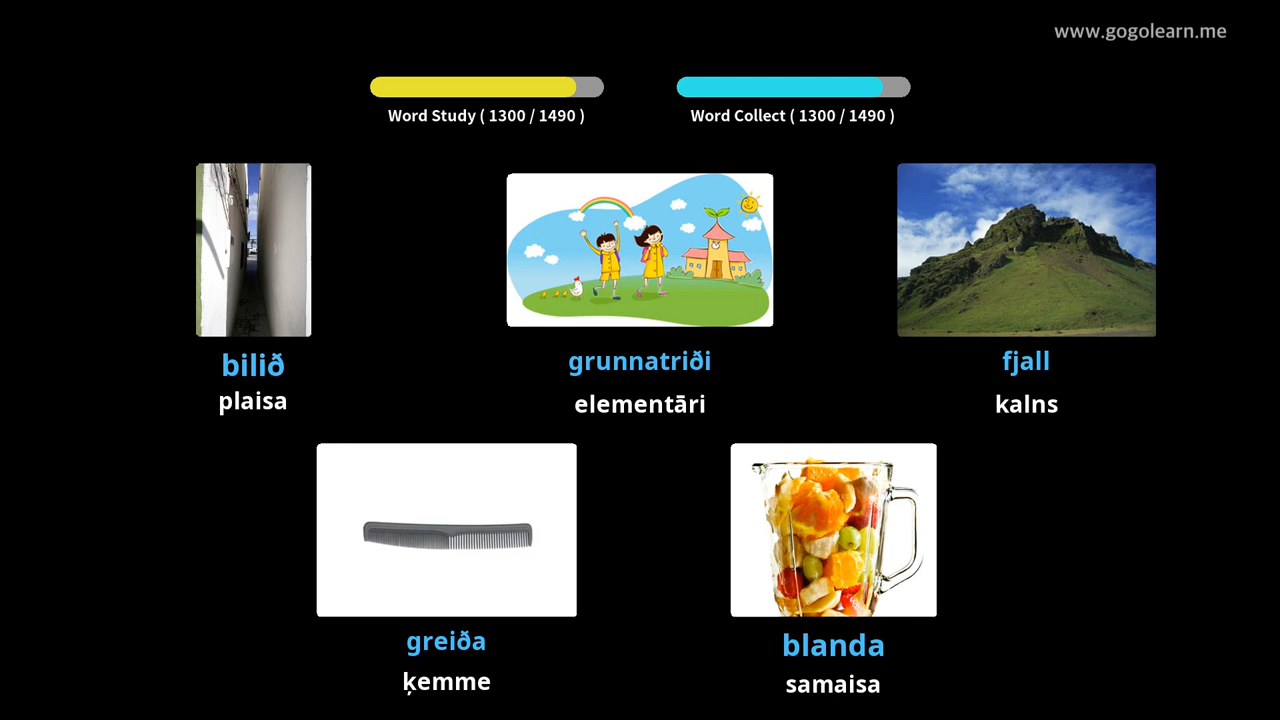 www.gogolearn.me
Word Study ( 1300 / 1490 )
Word Collect ( 1300 / 1490 )
bilið
plaisa
grunnatriði
elementāri
fjall
kalns
greiða
ķemme
blanda
samaisa